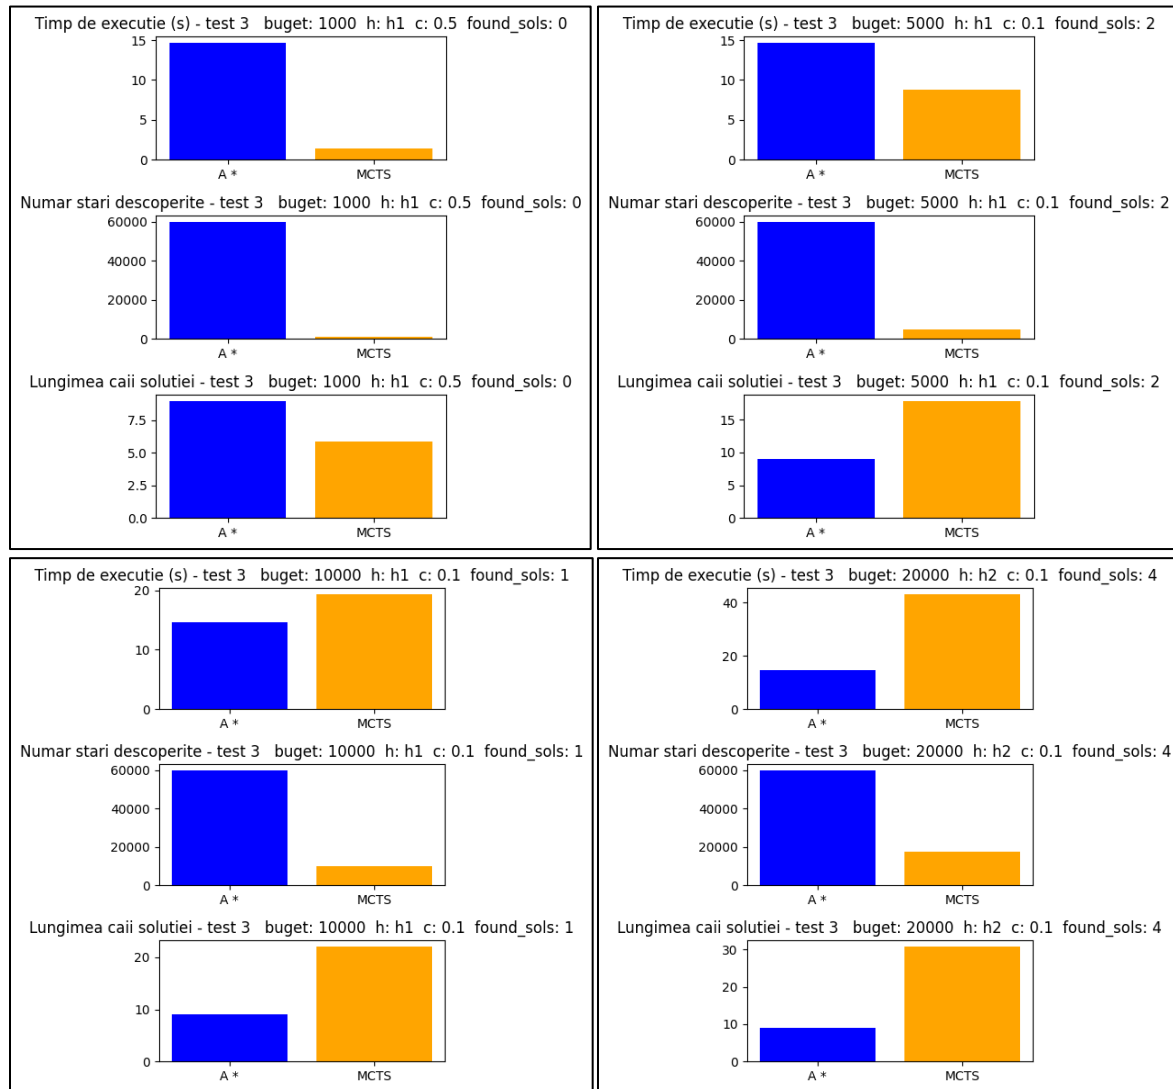 Timp de executie (s) - test 3   buget: 1000  h: h1  c: 0.5  found_sols: 0
15
10
5
0
A *
MCTS
Numar stari descoperite - test 3   buget: 1000  h: h1  c: 0.5  found_sols: 0
60000
40000
20000
0
A *
MCTS
Lungimea caii solutiei - test 3   buget: 1000  h: h1  c: 0.5  found_sols: 0
7.5
5.0
2.5
0.0
A *
MCTS
Timp de executie (s) - test 3   buget: 5000  h: h1  c: 0.1  found_sols: 2
15
10
5
0
A *
MCTS
Numar stari descoperite - test 3   buget: 5000  h: h1  c: 0.1  found_sols: 2
60000
40000
20000
0
A *
MCTS
Lungimea caii solutiei - test 3   buget: 5000  h: h1  c: 0.1  found_sols: 2
15
10
5
0
A *
MCTS
Timp de executie (s) - test 3   buget: 10000  h: h1  c: 0.1  found_sols: 1
20
10
0
A *
MCTS
Numar stari descoperite - test 3   buget: 10000  h: h1  c: 0.1  found_sols: 1
60000
40000
20000
0
A *
MCTS
Lungimea caii solutiei - test 3   buget: 10000  h: h1  c: 0.1  found_sols: 1
20
10
0
A *
MCTS
Timp de executie (s) - test 3   buget: 20000  h: h2  c: 0.1  found_sols: 4
40
20
0
A *
MCTS
Numar stari descoperite - test 3   buget: 20000  h: h2  c: 0.1  found_sols: 4
60000
40000
20000
0
A *
MCTS
Lungimea caii solutiei - test 3   buget: 20000  h: h2  c: 0.1  found_sols: 4
30
20
10
0
A *
MCTS